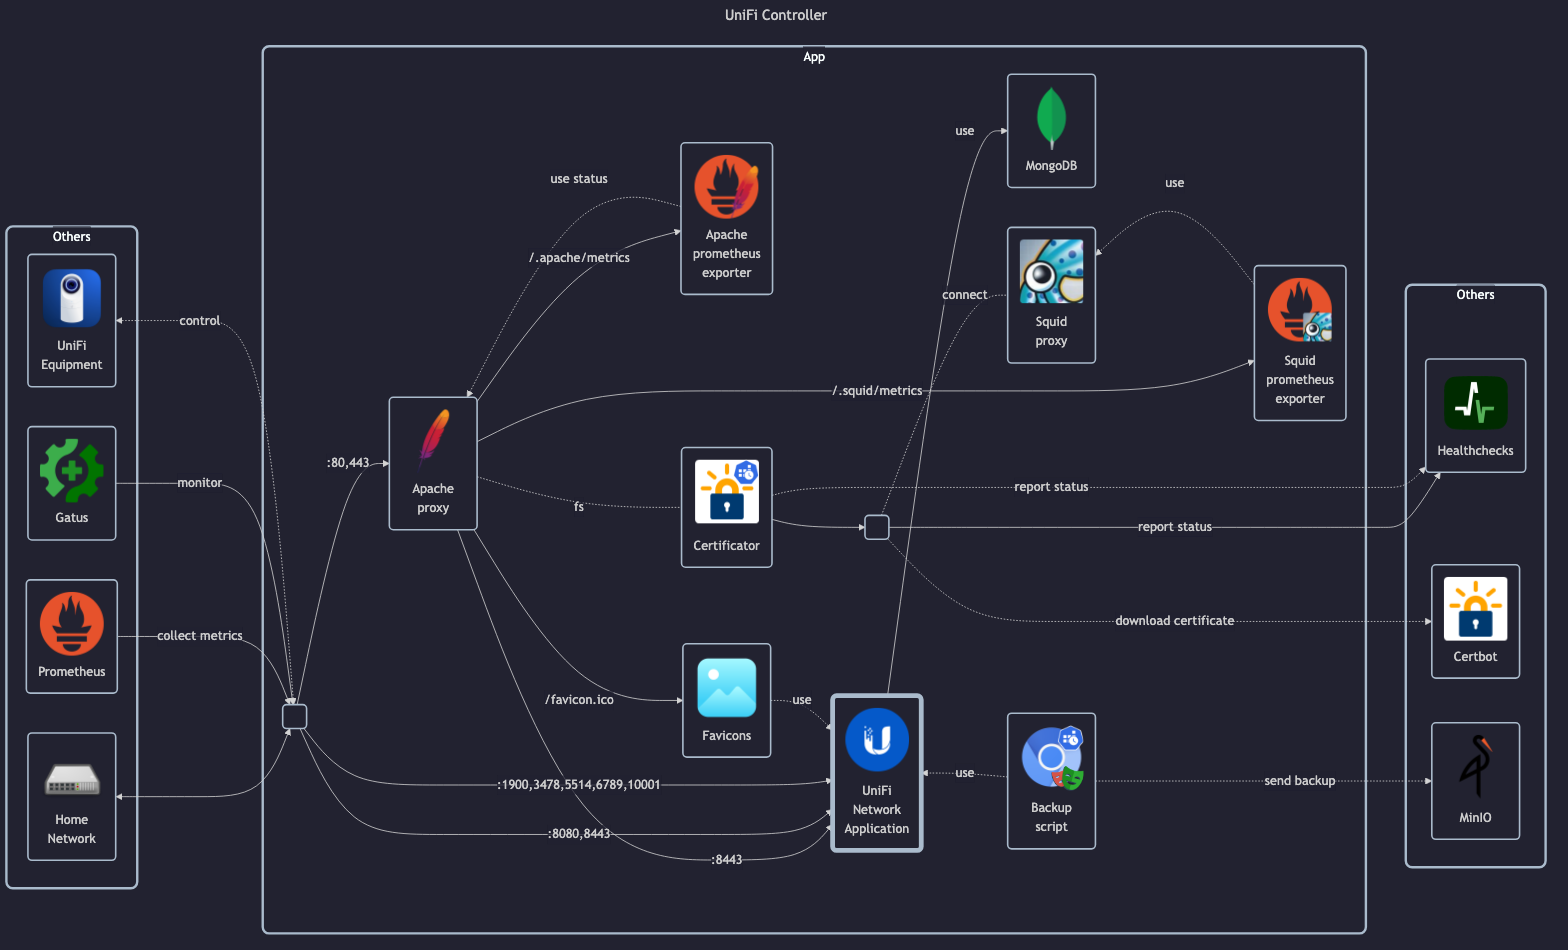 UniFi Controller
App
Others
UniFi
Equipment
Gatus
Prometheus
Home
Network
control
monitor
collect metrics
:80,443
Apache
proxy
use status
/.apache/metrics
Apache
prometheus
exporter
/.squid/metrics
fs
Certificator
/favicon.ico
Favicons
use
:1900,3478,5514,6789,10001
:8080,8443
:8443
UniFi
Network
Application
use
MongoDB
connect
Squid
proxy
use
Squid
prometheus
exporter
report status
report status
download certificate
use
Backup
script
send backup
Others
Healthchecks
Certbot
MinIO